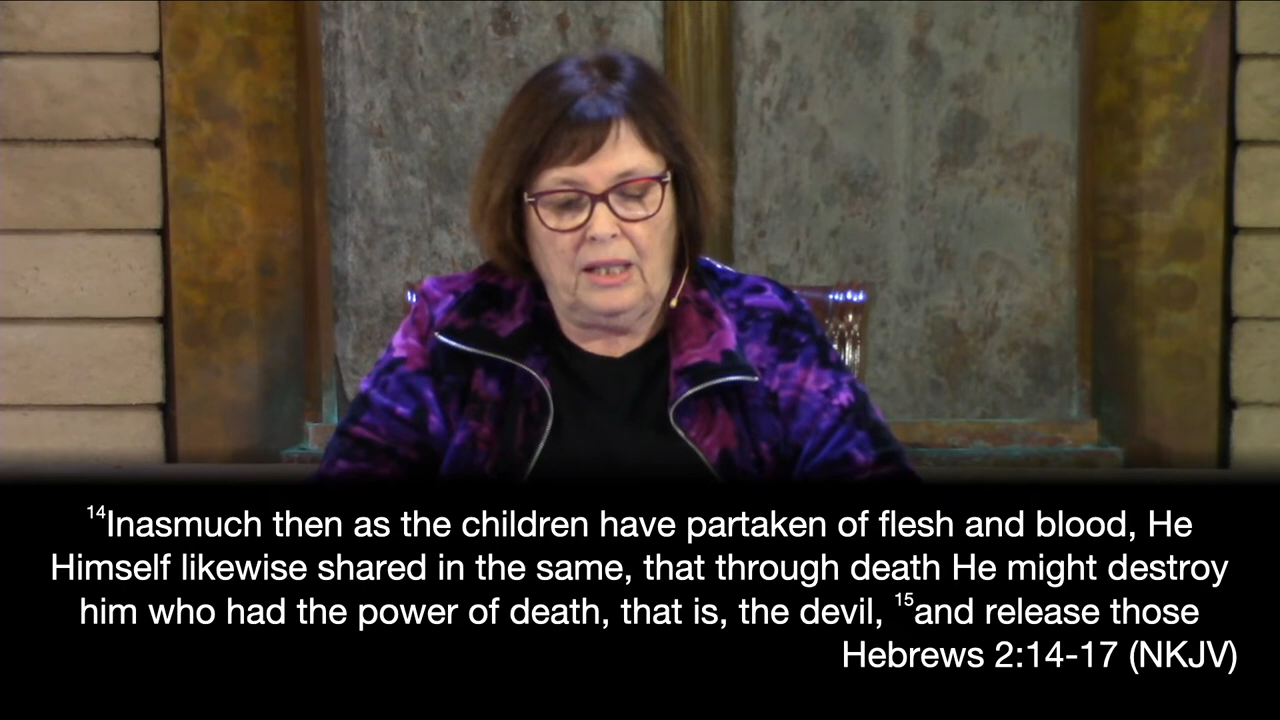 ¹⁴Inasmuch then as the children have partaken of flesh and blood, He
Himself likewise shared in the same, that through death He might destroy
him who had the power of death, that is, the devil, ¹⁵and release those
Hebrews 2:14-17 (NKJV)